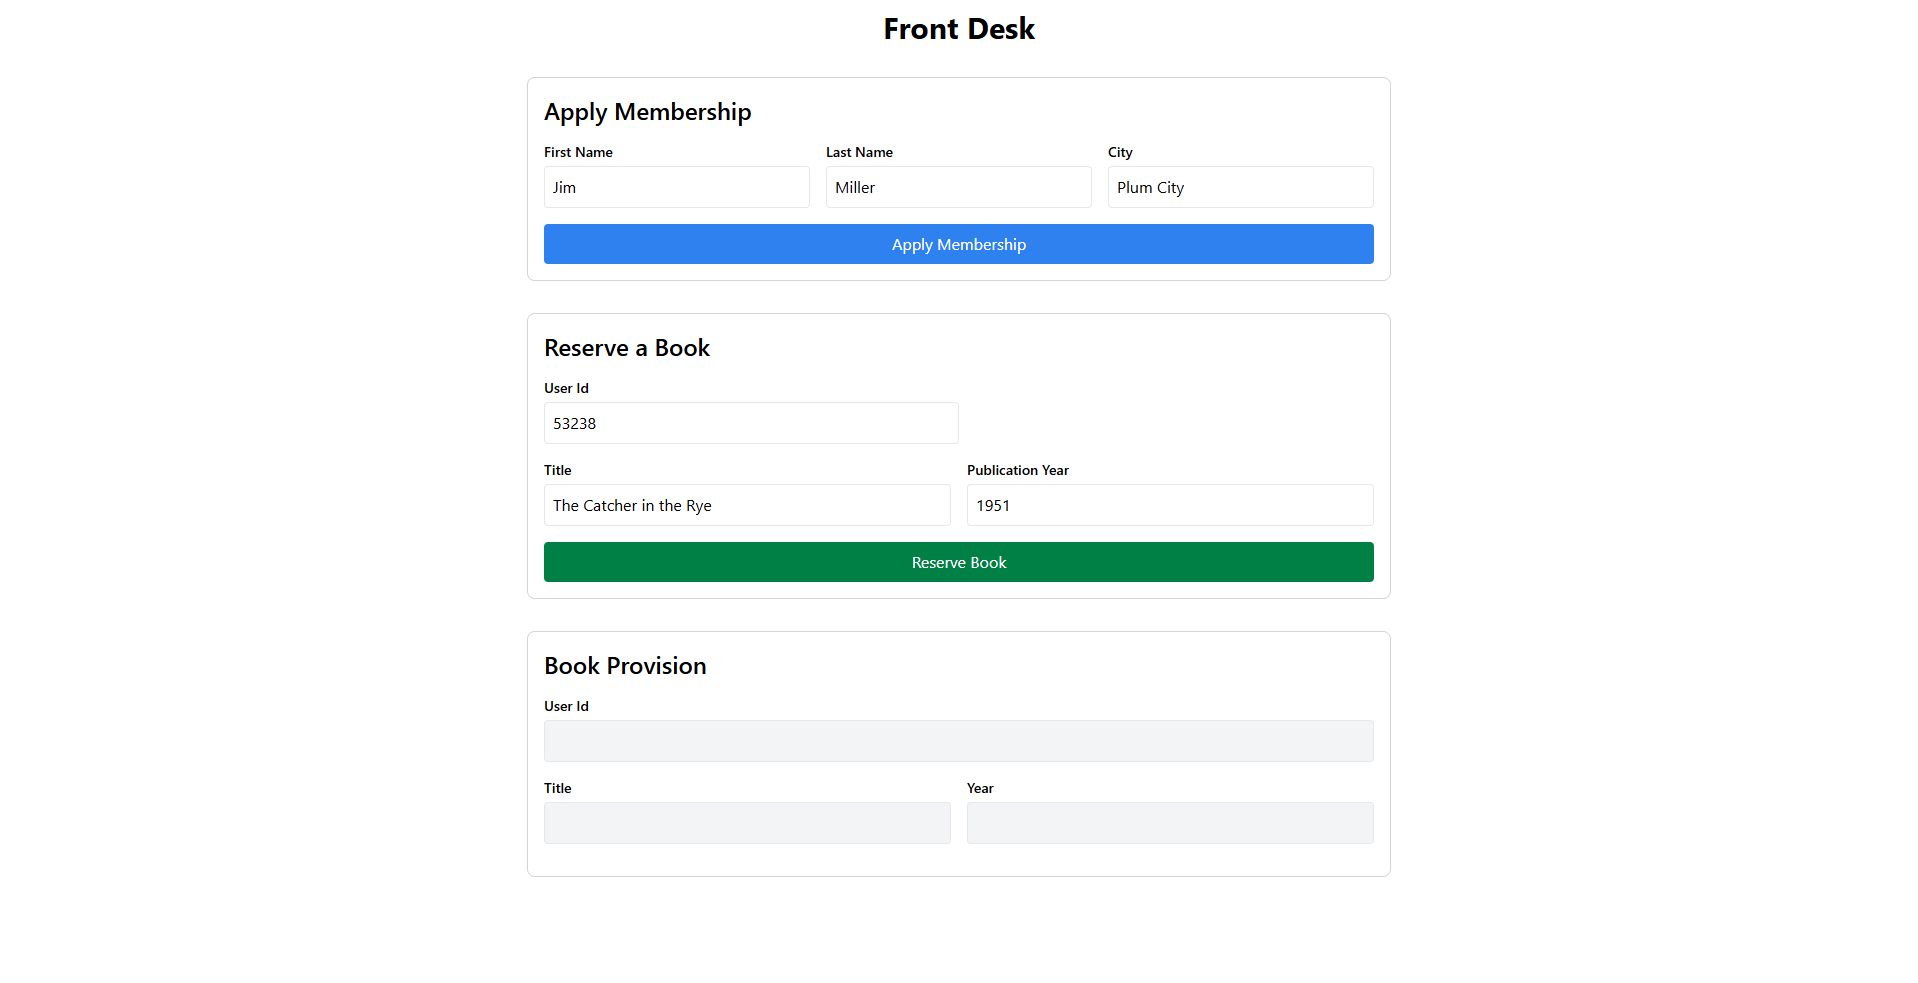 Front Desk
Apply Membership
First Name Last Name City
Jim Miller Plum City
Apply Membership
Reserve a Book
User Id
53238
Title Publication Year
The Catcher in the Rye 1951
Reserve Book
Book Provision
User Id
Title Year